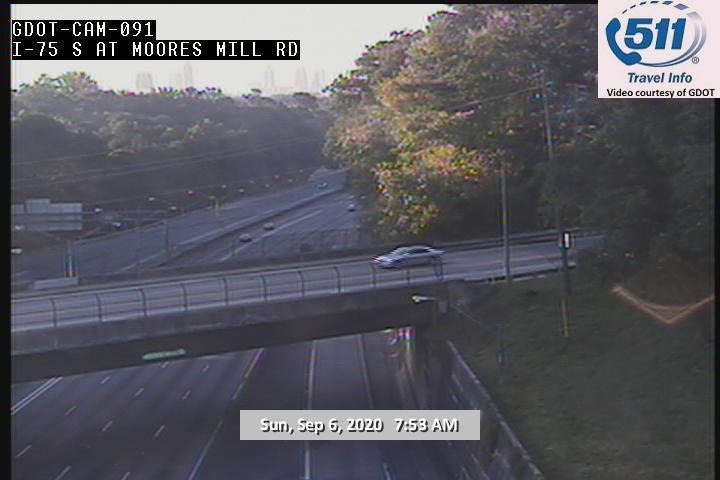 GDOT-CAM-091
I-75 S AT MOORES MILL RD
511
Travel Info
Video courtesy of GDOT
Sun, Sep 6, 2020 7:53 AM